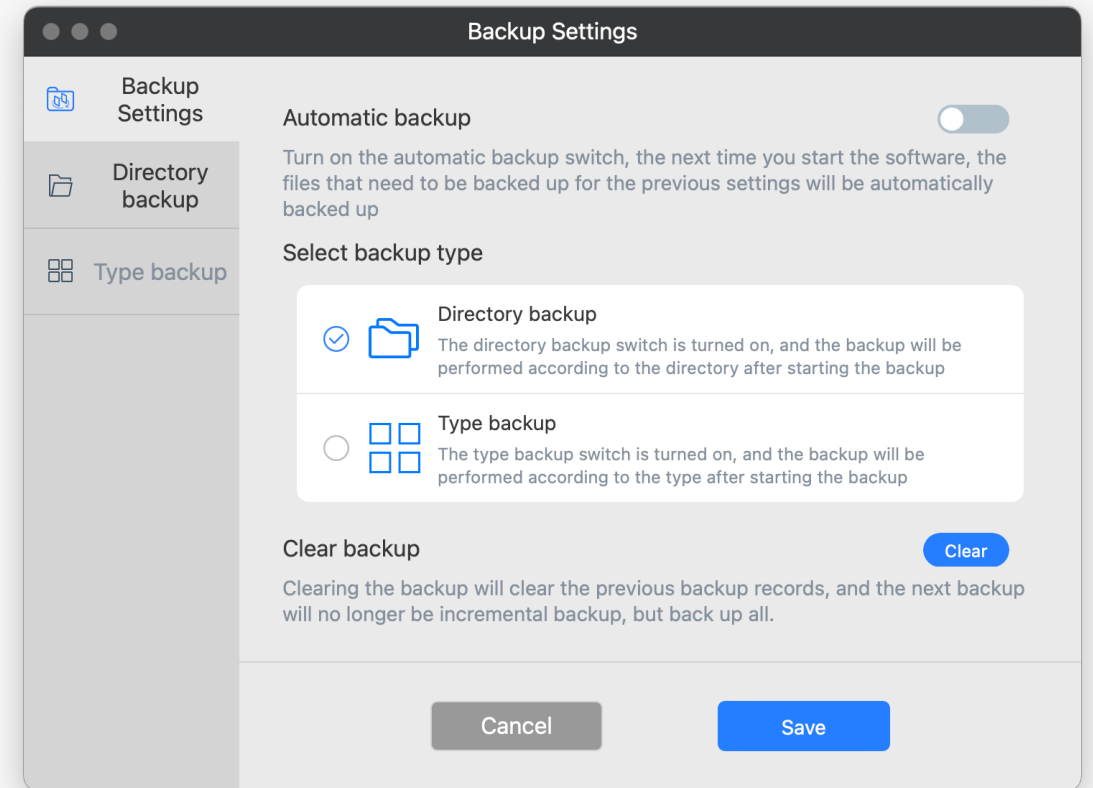 Backup Settings
Backup
Settings
Directory
backup
Type backup
Automatic backup
Turn on the automatic backup switch, the next time you start the software, the
files that need to be backed up for the previous settings will be automatically
backed up
Select backup type
Directory backup
The directory backup switch is turned on, and the backup will be
performed according to the directory after starting the backup
Type backup
The type backup switch is turned on, and the backup will be
performed according to the type after starting the backup
Clear backup
Clear
Clearing the backup will clear the previous backup records, and the next backup
will no longer be incremental backup, but back up all.
Cancel
Save